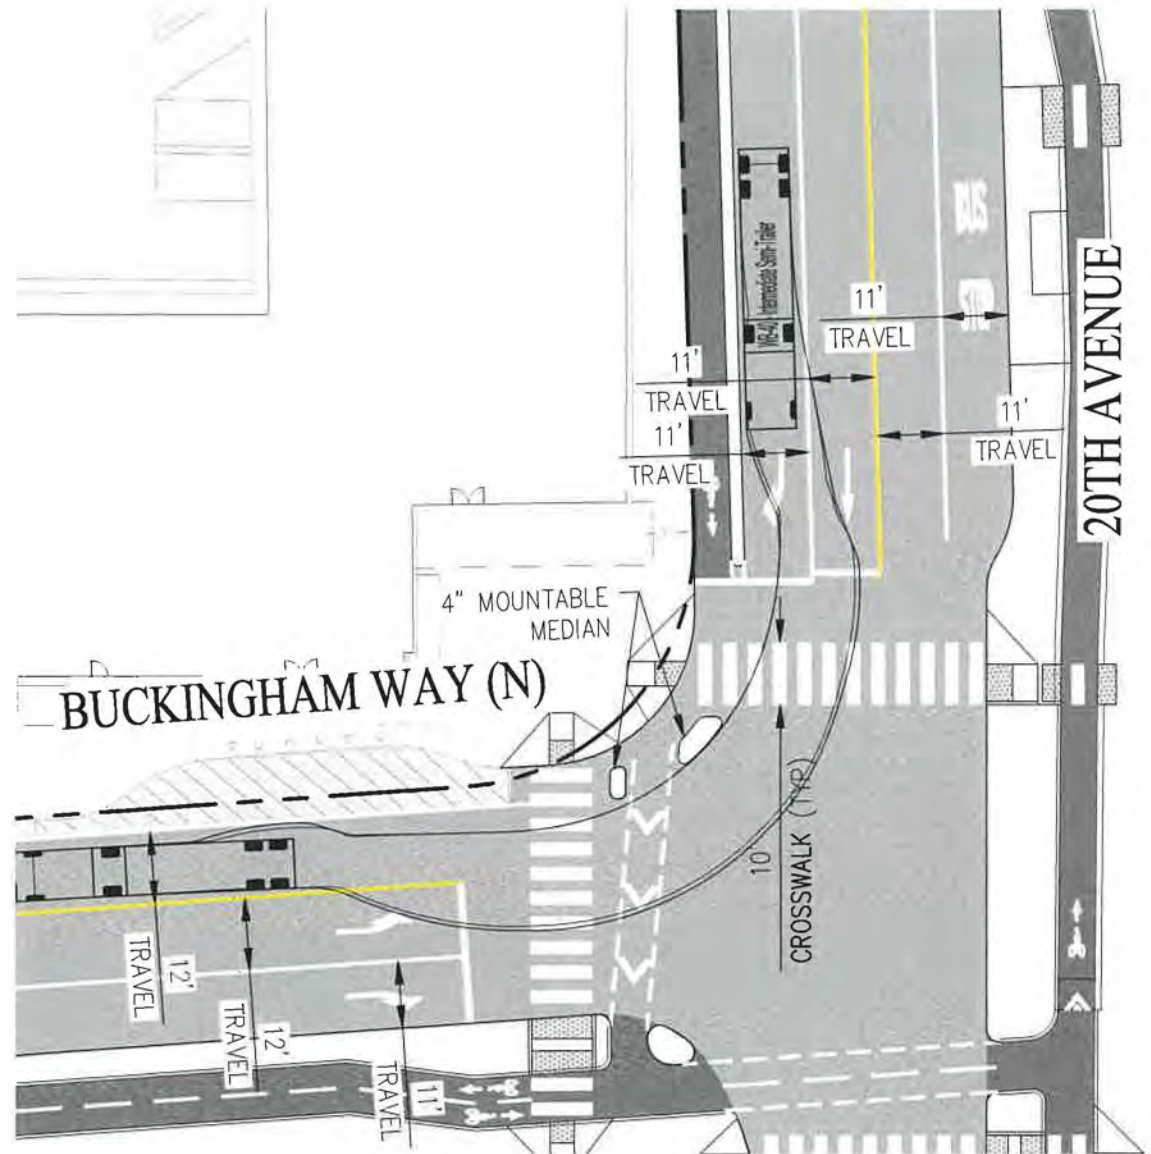 BUS
STOP
WB-40 - Intermediate Semi-Trailer
11'
TRAVEL
20TH AVENUE
11'
TRAVEL
11'
TRAVEL
11'
TRAVEL
4" MOUNTABLE
MEDIAN
BUCKINGHAM WAY (N)
10'
CROSSWALK (TYP)
12'
TRAVEL
12'
TRAVEL
11'
TRAVEL